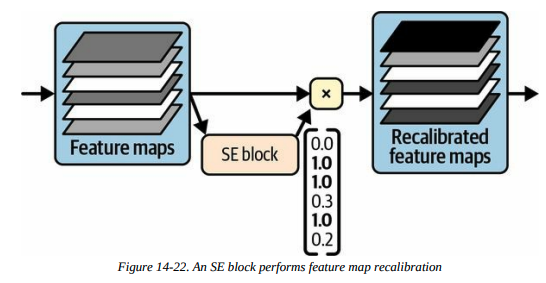 Feature maps
SE block
×
0.0
1.0
1.0
0.3
1.0
0.2
Recalibrated
feature maps
Figure 14-22. An SE block performs feature map recalibration